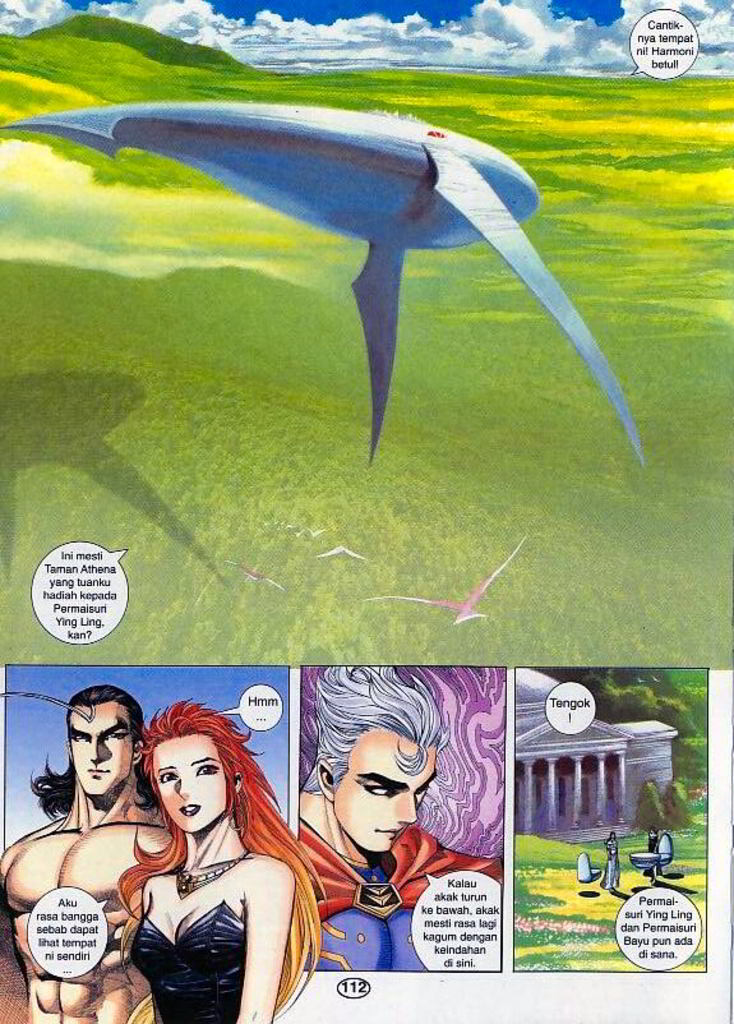 Cantik-
nya tempat
ni! Harmoni
betul!
Ini mesti
Taman Athena
yang tuanku
hadiah kepada
Permaisuri
Ying Ling,
kan?
Hmm
...
Aku
rasa bangga
sebab dapat
lihat tempat
ni sendiri
...
Kalau
akak turun
ke bawah, akak
mesti rasa lagi
kagum dengan
keindahan
di sini.
Tengok
!
Permai-
suri Ying Ling
dan Permaisuri
Bayu pun ada
di sana.
112